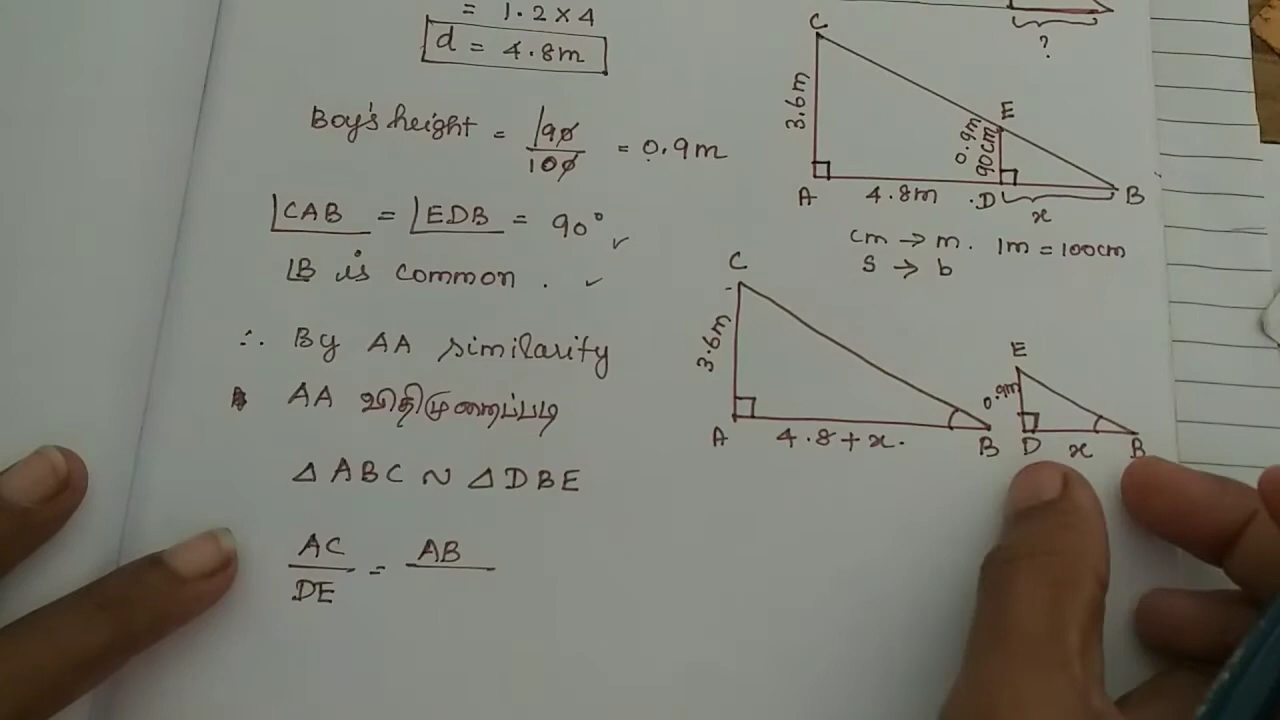 = 1.2 × 4
d = 4.8m
Boy's height = 90/100 = 0.9m
∠CAB = ∠EDB = 90°
∠B is common.
∴ By AA similarity
AA விதிமுறைப்படி
△ ABC ~ △ DBE
AC/DE = AB
?
C
3.6m
E
0.9m
90cm
A
4.8m
D
x
B
cm → m. 1m = 100cm
S → b
C
3.6m
A
4.8 + x.
B
E
0.9m
D
x
B